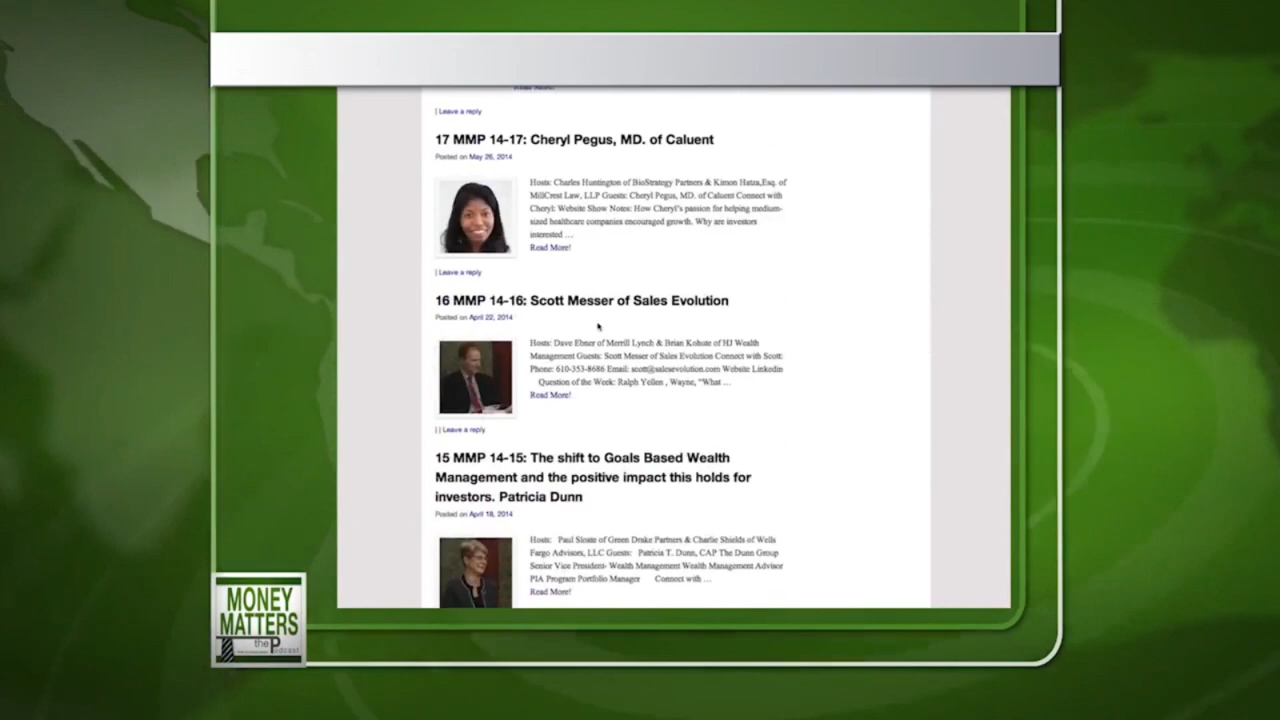 | Leave a reply
17 MMP 14-17: Cheryl Pegus, MD. of Caluent
Posted on May 26, 2014
Hosts: Charles Huntington of BioStrategy Partners & Kimon Hatza,Esq. of
MillCrest Law, LLP Guests: Cheryl Pegus, MD. of Caluent Connect with
Cheryl: Website Show Notes: How Cheryl's passion for helping medium-
sized healthcare companies encouraged growth. Why are investors
interested …
Read More!
| Leave a reply
16 MMP 14-16: Scott Messer of Sales Evolution
Posted on April 22, 2014
Hosts: Dave Ebner of Merrill Lynch & Brian Kohute of HJ Wealth
Management Guests: Scott Messer of Sales Evolution Connect with Scott:
Phone: 610-353-8686 Email: scott@salesevolution.com Website Linkedin
Question of the Week: Ralph Yellen , Wayne, "What …
Read More!
| | Leave a reply
15 MMP 14-15: The shift to Goals Based Wealth
Management and the positive impact this holds for
investors. Patricia Dunn
Posted on April 18, 2014
Hosts: Paul Sloate of Green Drake Partners & Charlie Shields of Wells
Fargo Advisors, LLC Guests: Patricia T. Dunn, CAP The Dunn Group
Senior Vice President- Wealth Management Wealth Management Advisor
PIA Program Portfolio Manager Connect with …
Read More!
MONEY
MATTERS
the Podcast